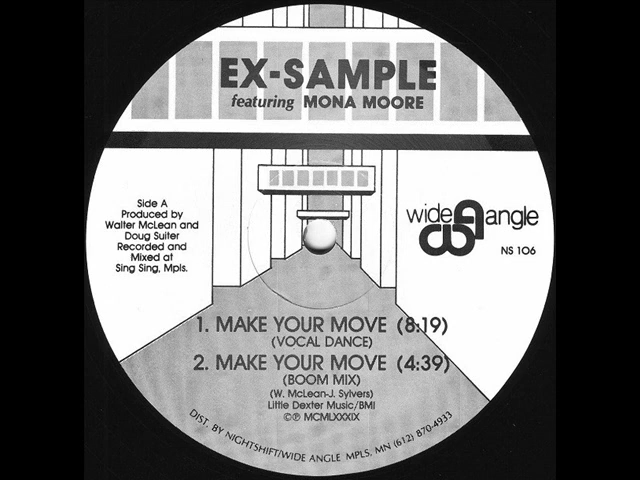 EX-SAMPLE
featuring MONA MOORE
Side A
Produced by
Walter McLean and
Doug Suiter
Recorded and
Mixed at
Sing Sing, Mpls.
wide angle
NS 106
1. MAKE YOUR MOVE (8:19)
(VOCAL DANCE)
2. MAKE YOUR MOVE (4:39)
(BOOM MIX)
(W. McLean-J. Sylvers)
Little Dexter Music/BMI
©℗ MCMLXXXIX
DIST. BY NIGHTSHIFT/WIDE ANGLE MPLS, MN (612) 870-4933